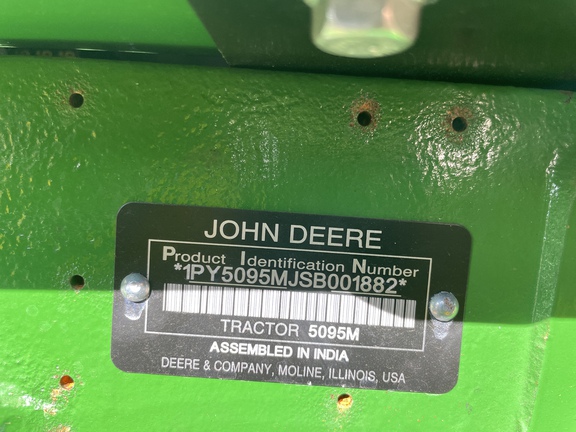 JOHN DEERE
Product Identification Number
*1PY5095MJSB001882*
TRACTOR 5095M
ASSEMBLED IN INDIA
DEERE & COMPANY, MOLINE, ILLINOIS, USA